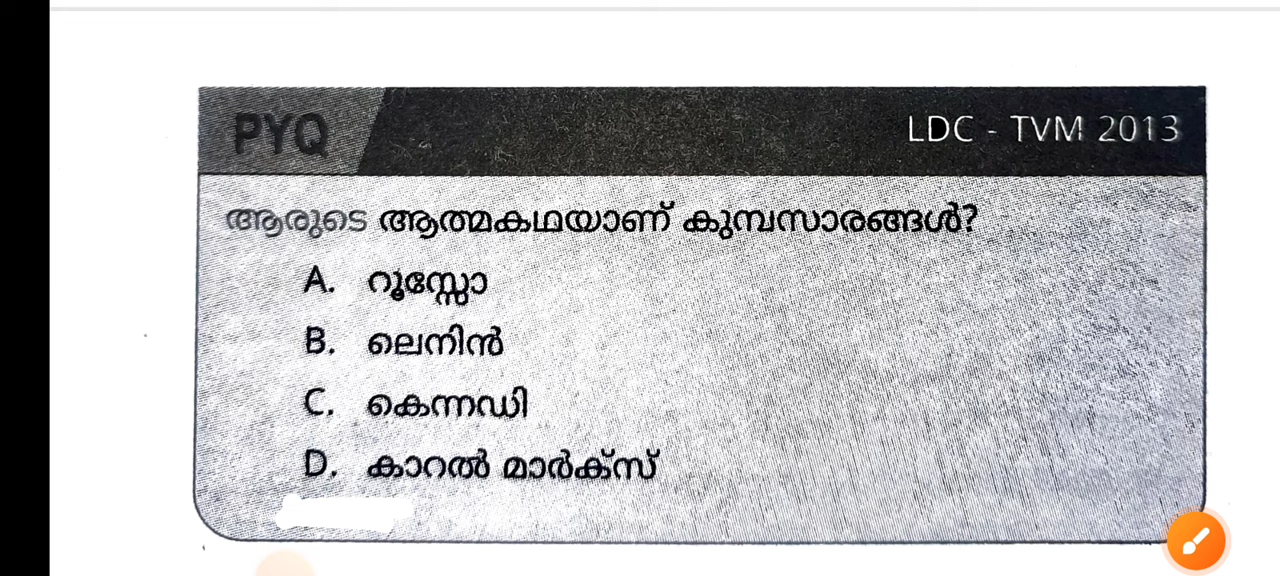 PYQ
LDC - TVM 2013
ആരുടെ ആത്മകഥയാണ് കുമ്പസാരങ്ങൾ?
A. റൂസ്സോ
B. ലെനിൻ
C. കെന്നഡി
D. കാറൽ മാർക്സ്